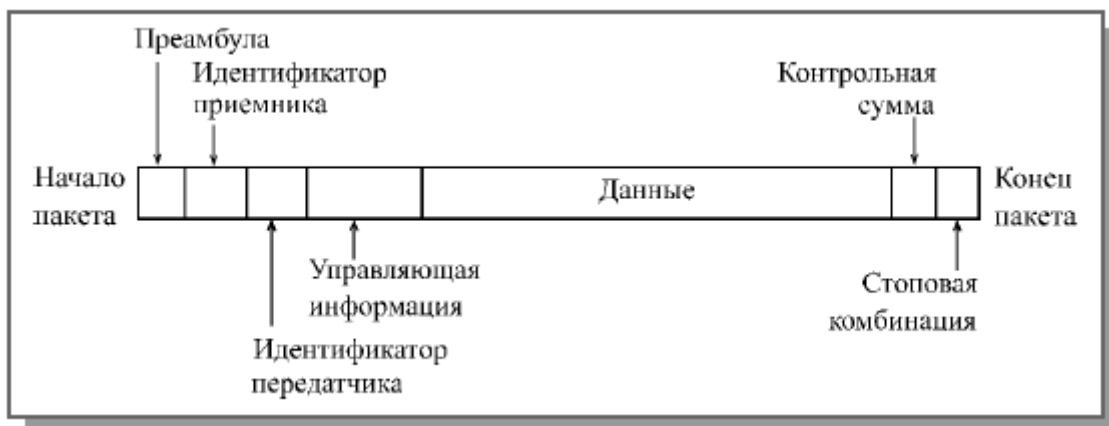 Преамбула
Идентификатор
приемника
Контрольная
сумма
Начало
пакета
Данные
Конец
пакета
Управляющая
информация
Стоповая
комбинация
Идентификатор
передатчика